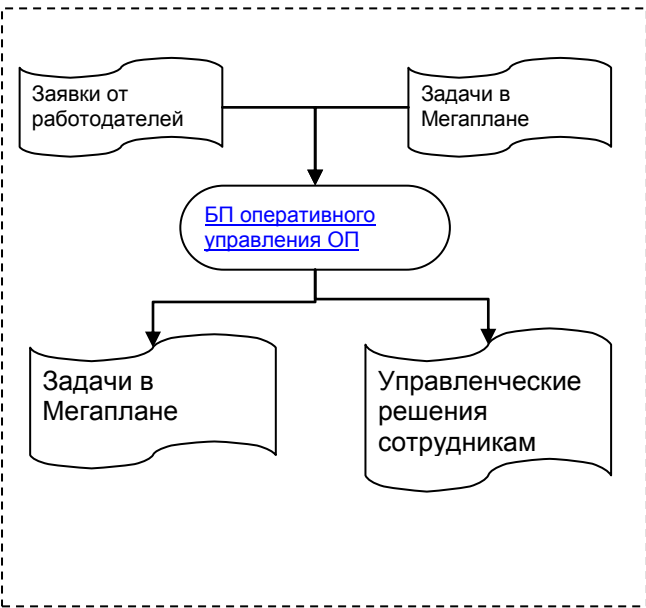 Заявки от
работодателей
Задачи в
Мегаплане
БП оперативного
управления ОП
Задачи в
Мегаплане
Управленческие
решения
сотрудникам